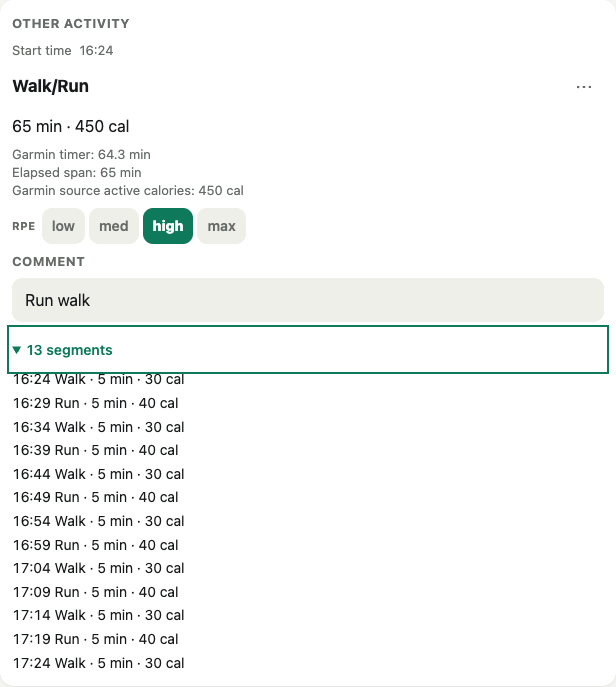 OTHER ACTIVITY
Start time 16:24
Walk/Run
...
65 min · 450 cal
Garmin timer: 64.3 min
Elapsed span: 65 min
Garmin source active calories: 450 cal
RPE low med high max
COMMENT
Run walk
▼ 13 segments
16:24 Walk · 5 min · 30 cal
16:29 Run · 5 min · 40 cal
16:34 Walk · 5 min · 30 cal
16:39 Run · 5 min · 40 cal
16:44 Walk · 5 min · 30 cal
16:49 Run · 5 min · 40 cal
16:54 Walk · 5 min · 30 cal
16:59 Run · 5 min · 40 cal
17:04 Walk · 5 min · 30 cal
17:09 Run · 5 min · 40 cal
17:14 Walk · 5 min · 30 cal
17:19 Run · 5 min · 40 cal
17:24 Walk · 5 min · 30 cal